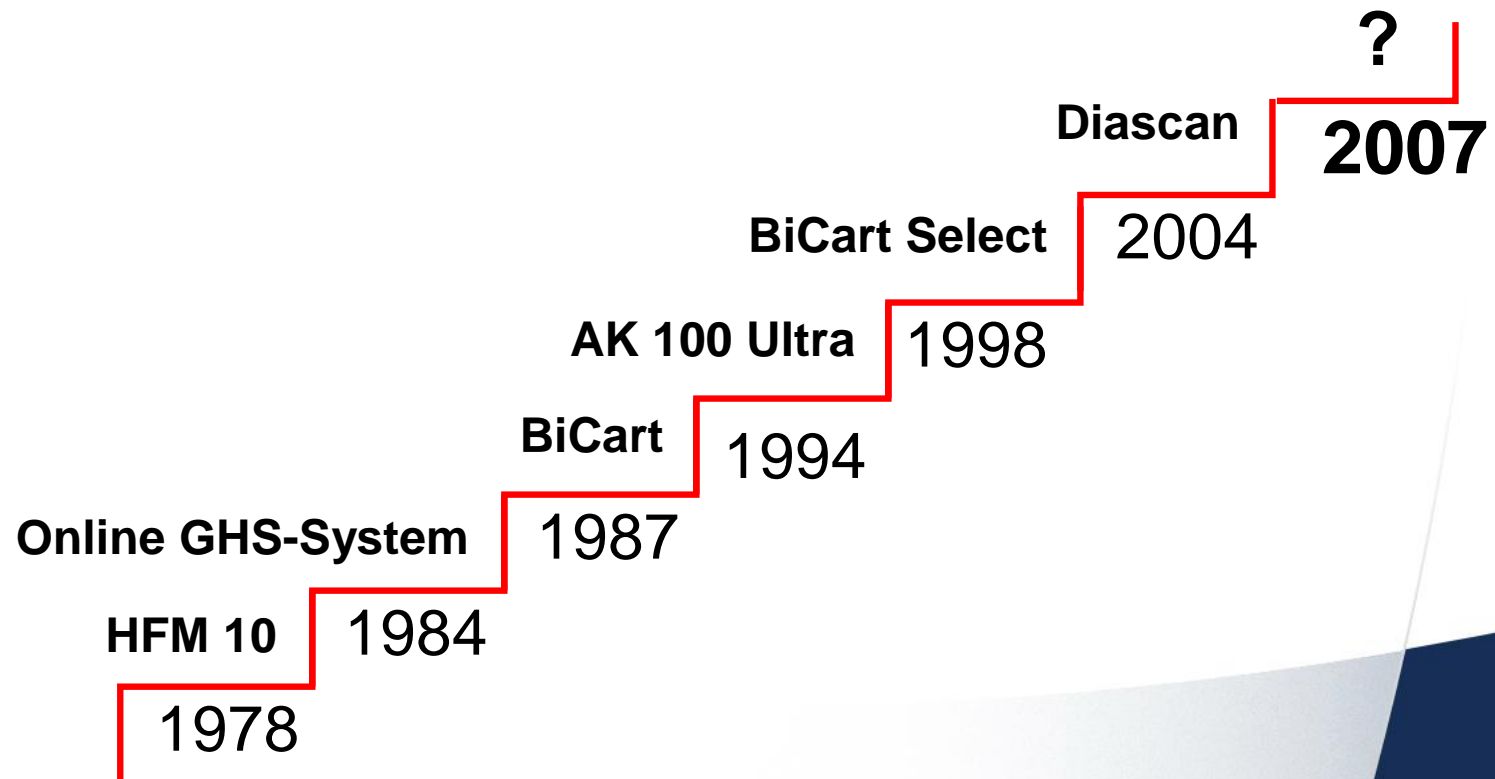 ?
Diascan
2007
BiCart Select
2004
AK 100 Ultra
1998
BiCart
1994
Online GHS-System
1987
HFM 10
1984
1978